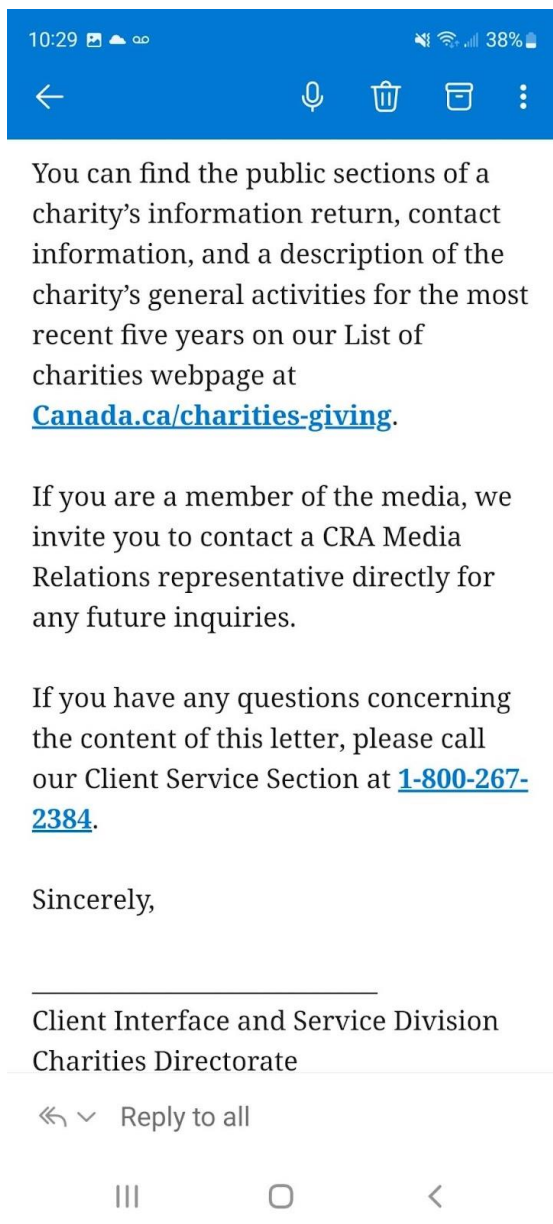 10:29
38%
You can find the public sections of a
charity’s information return, contact
information, and a description of the
charity’s general activities for the most
recent five years on our List of
charities webpage at
Canada.ca/charities-giving.
If you are a member of the media, we
invite you to contact a CRA Media
Relations representative directly for
any future inquiries.
If you have any questions concerning
the content of this letter, please call
our Client Service Section at 1-800-267-
2384.
Sincerely,
Client Interface and Service Division
Charities Directorate
Reply to all